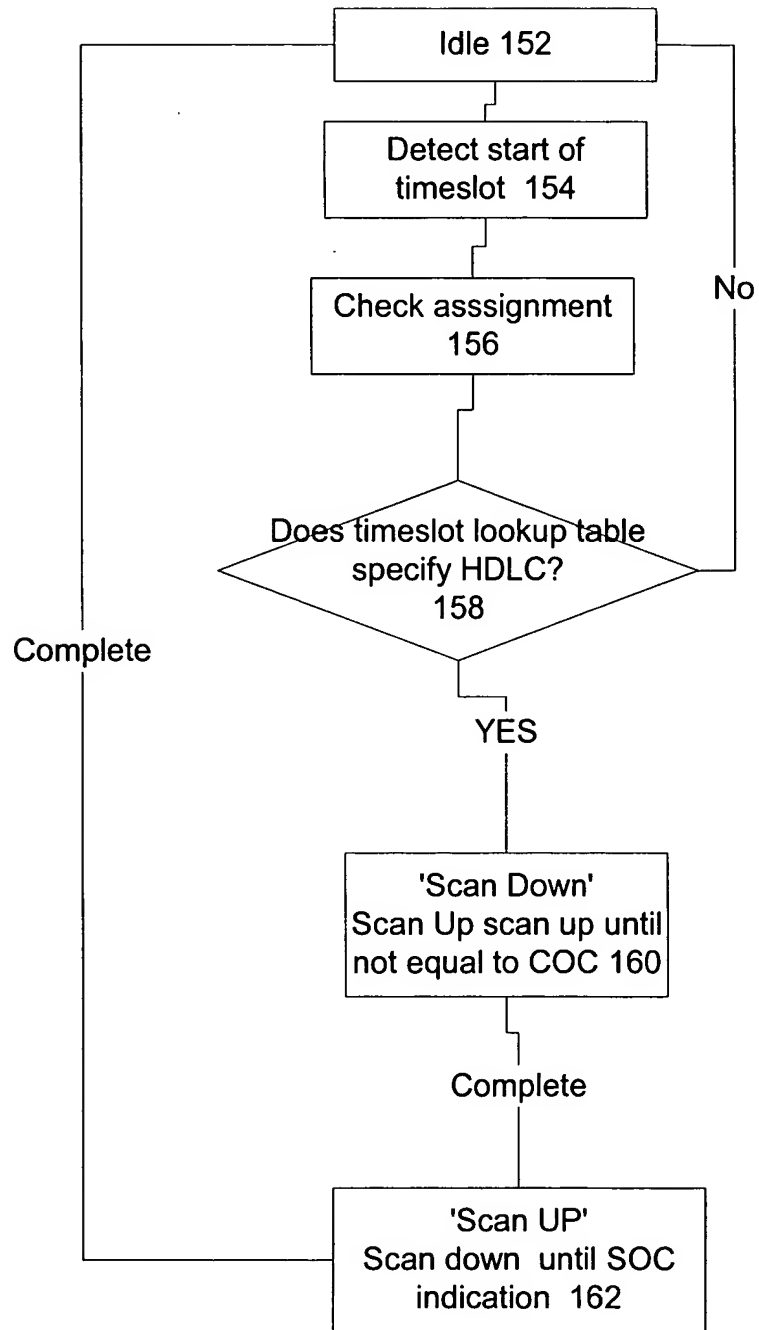 Idle 152
Detect start of
timeslot 154
Check asssignment
156
No
Does timeslot lookup table
specify HDLC?
158
Complete
YES
'Scan Down'
Scan Up scan up until
not equal to COC 160
Complete
'Scan UP'
Scan down until SOC
indication 162